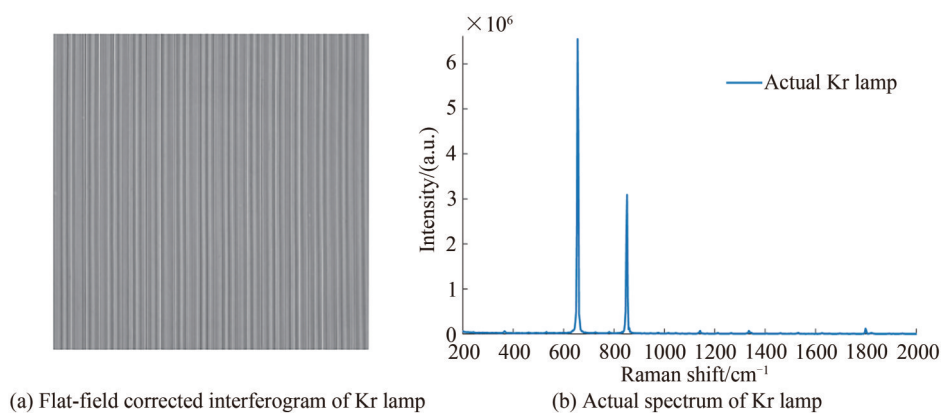 ×10⁶
Actual Kr lamp
6
5
4
3
2
1
0
Intensity/(a.u.)
200 400 600 800 1000 1200 1400 1600 1800 2000
Raman shift/cm⁻¹
(a) Flat-field corrected interferogram of Kr lamp
(b) Actual spectrum of Kr lamp